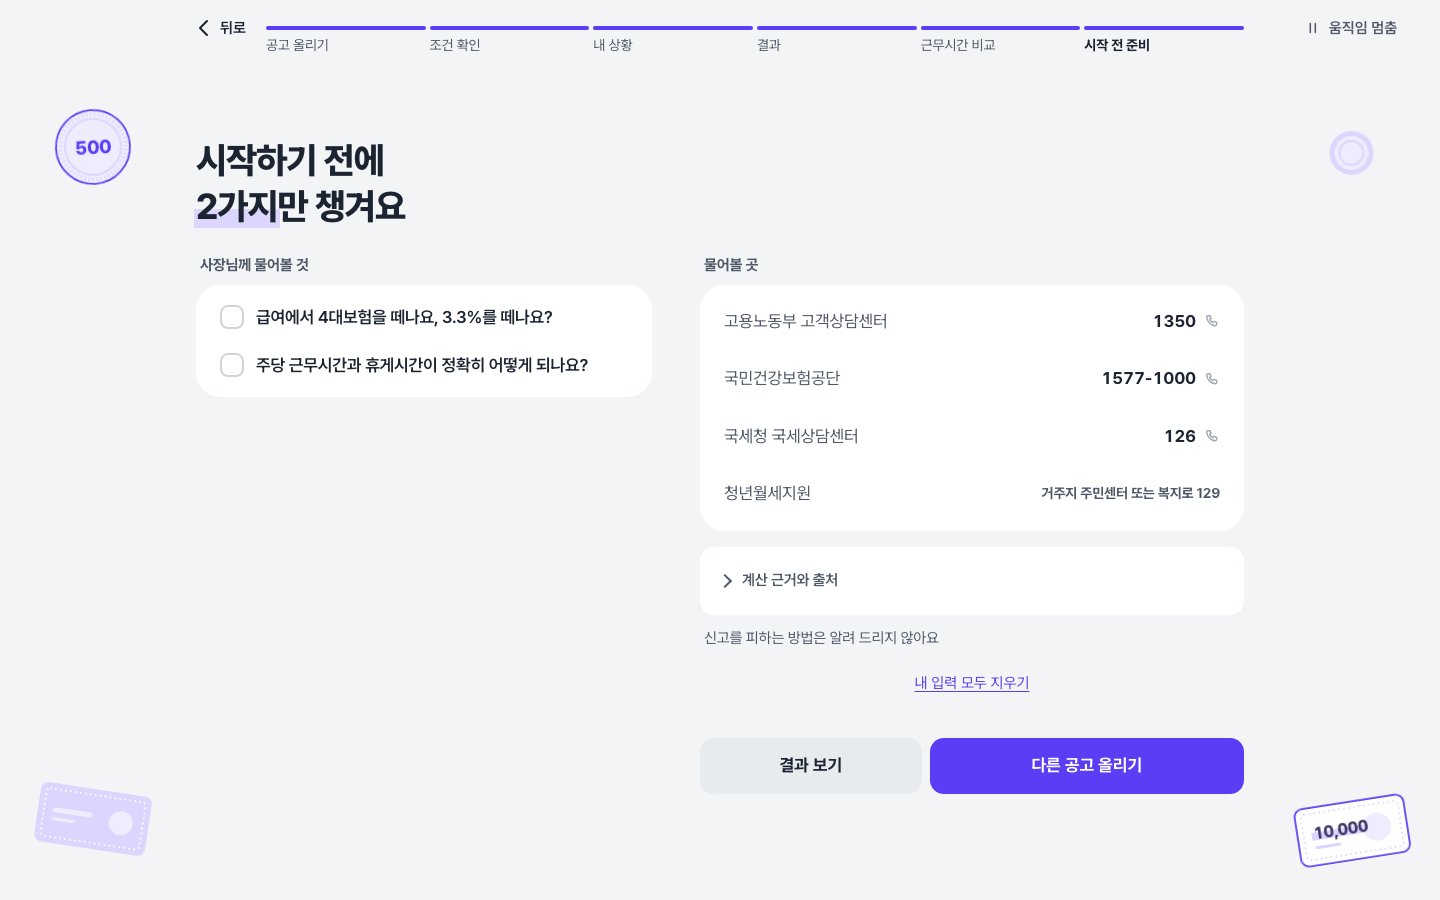 뒤로
공고 올리기
조건 확인
내 상황
결과
근무시간 비교
시작 전 준비
움직임 멈춤
500
시작하기 전에
2가지만 챙겨요
사장님께 물어볼 것
급여에서 4대보험을 떼나요, 3.3%를 떼나요?
주당 근무시간과 휴게시간이 정확히 어떻게 되나요?
물어볼 곳
고용노동부 고객상담센터 1350
국민건강보험공단 1577-1000
국세청 국세상담센터 126
청년월세지원 거주지 주민센터 또는 복지로 129
계산 근거와 출처
신고를 피하는 방법은 알려 드리지 않아요
내 입력 모두 지우기
결과 보기
다른 공고 올리기
10,000